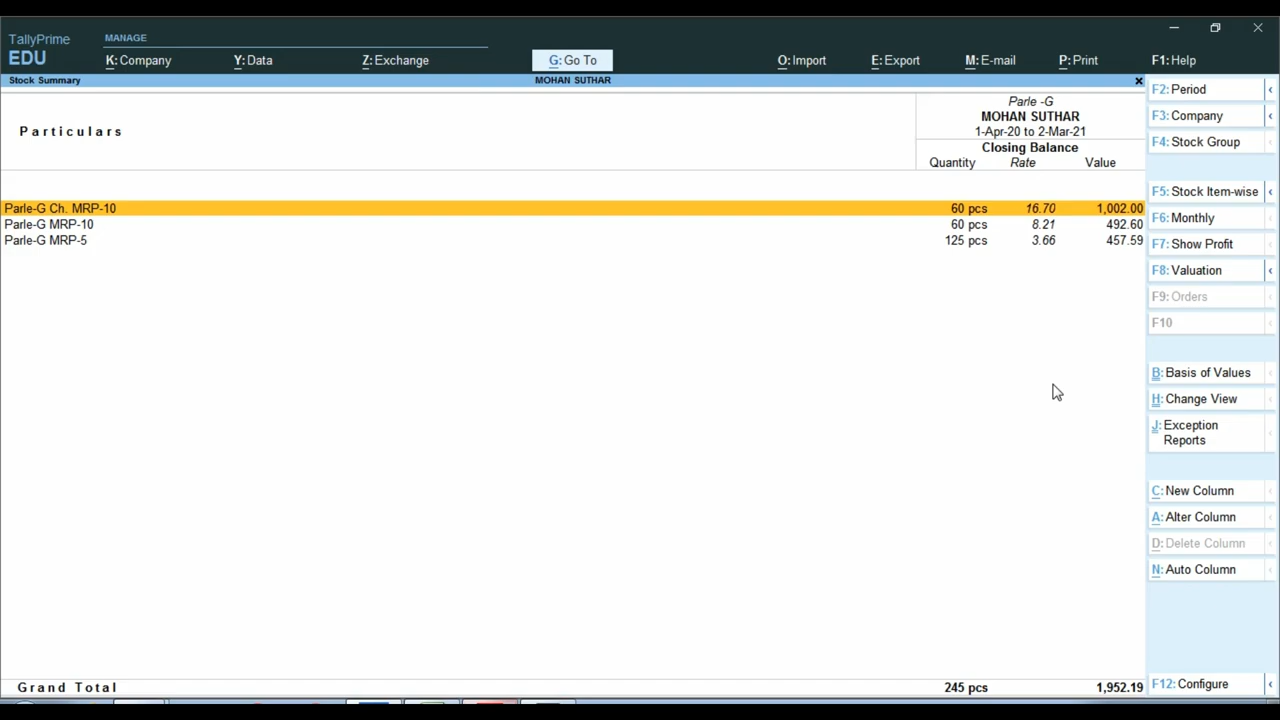 TallyPrime
EDU
MANAGE
K: Company
Y: Data
Z: Exchange
G: Go To
O: Import
E: Export
M: E-mail
P: Print
F1: Help
Stock Summary
MOHAN SUTHAR
Particulars
Parle -G
MOHAN SUTHAR
1-Apr-20 to 2-Mar-21
Closing Balance
Quantity Rate Value
Parle-G Ch. MRP-10 60 pcs 16.70 1,002.00
Parle-G MRP-10 60 pcs 8.21 492.60
Parle-G MRP-5 125 pcs 3.66 457.59
Grand Total 245 pcs 1,952.19
F2: Period
F3: Company
F4: Stock Group
F5: Stock Item-wise
F6: Monthly
F7: Show Profit
F8: Valuation
F9: Orders
F10
B: Basis of Values
H: Change View
J: Exception
Reports
C: New Column
A: Alter Column
D: Delete Column
N: Auto Column
F12: Configure